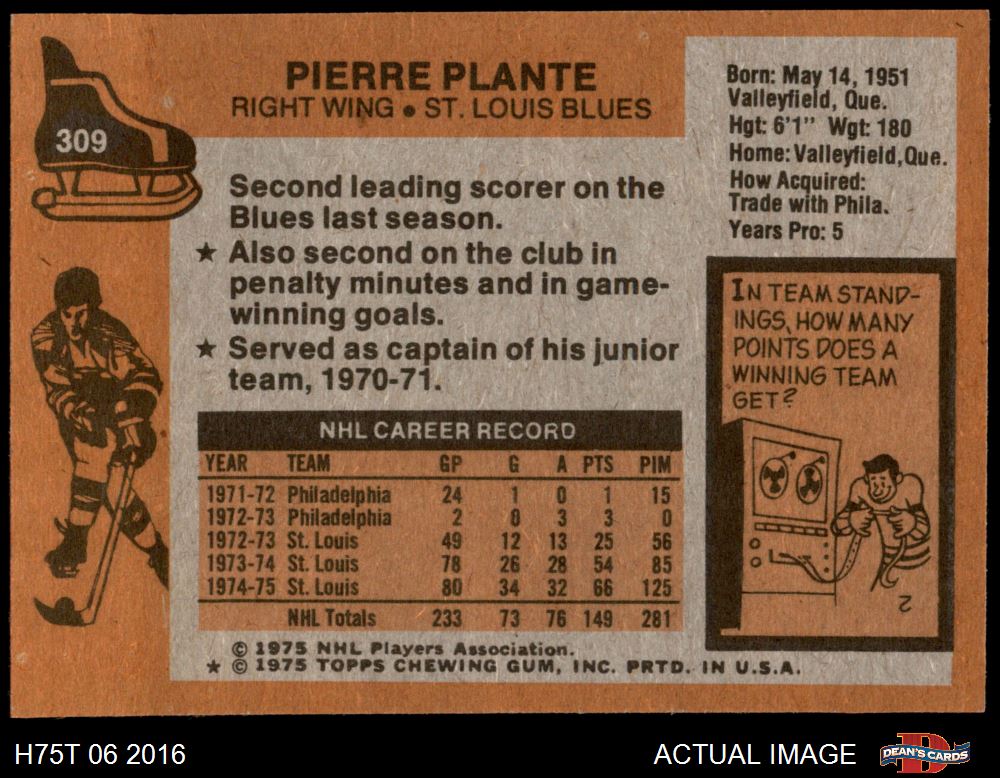 309
PIERRE PLANTE
RIGHT WING ● ST. LOUIS BLUES
Born: May 14, 1951
Valleyfield, Que.
Hgt: 6'1" Wgt: 180
Home: Valleyfield, Que.
How Acquired:
Trade with Phila.
Years Pro: 5
Second leading scorer on the
Blues last season.
★ Also second on the club in
penalty minutes and in game-
winning goals.
★ Served as captain of his junior
team, 1970-71.
IN TEAM STAND-
INGS, HOW MANY
POINTS DOES A
WINNING TEAM
GET?
2
NHL CAREER RECORD
YEAR TEAM GP G A PTS PIM
1971-72 Philadelphia 24 1 0 1 15
1972-73 Philadelphia 2 0 3 3 0
1972-73 St. Louis 49 12 13 25 56
1973-74 St. Louis 78 26 28 54 85
1974-75 St. Louis 80 34 32 66 125
NHL Totals 233 73 76 149 281
© 1975 NHL Players Association.
★ © 1975 TOPPS CHEWING GUM, INC. PRTD. IN U.S.A.
H75T 06 2016
ACTUAL IMAGE
DEAN'S CARDS